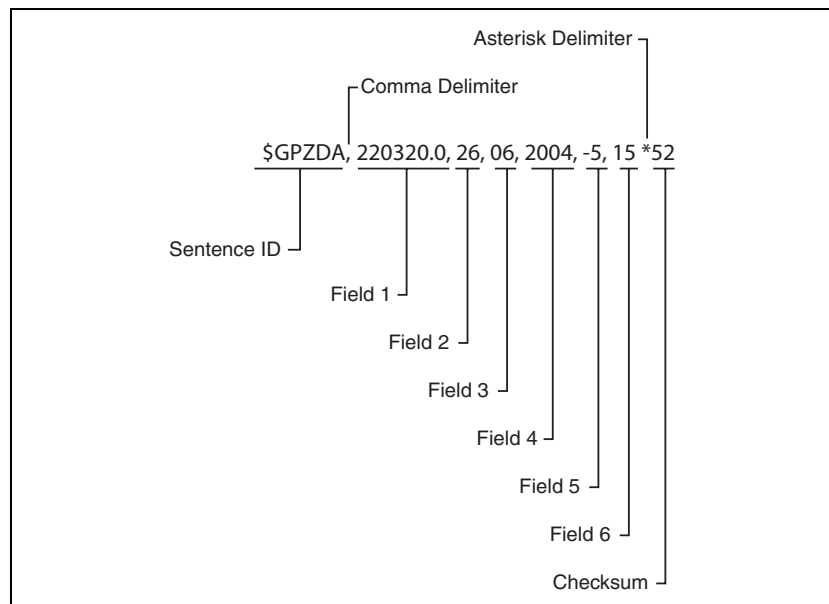 Asterisk Delimiter
Comma Delimiter
$GPZDA, 220320.0, 26, 06, 2004, -5, 15 *52
Sentence ID
Field 1
Field 2
Field 3
Field 4
Field 5
Field 6
Checksum